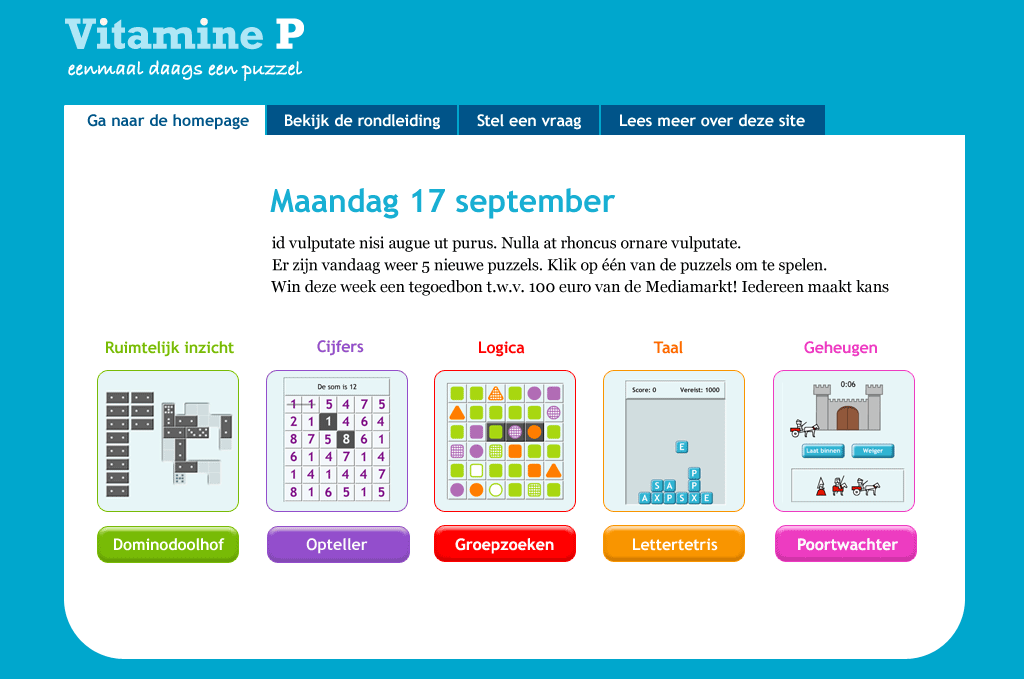 Vitamine P
eenmaal daags een puzzel
Ga naar de homepage Bekijk de rondleiding Stel een vraag Lees meer over deze site
Maandag 17 september
id vulputate nisi augue ut purus. Nulla at rhoncus ornare vulputate.
Er zijn vandaag weer 5 nieuwe puzzels. Klik op één van de puzzels om te spelen.
Win deze week een tegoedbon t.w.v. 100 euro van de Mediamarkt! Iedereen maakt kans
Ruimtelijk inzicht Cijfers Logica Taal Geheugen
De som is 12
1 1 5 4 7 5
2 1 1 4 6 4
8 7 5 8 6 1
6 1 4 7 1 4
1 4 1 4 4 7
8 1 6 5 1 5
Score: 0 Vereist: 1000
E
P
S A P
A X P S X E
0:06
Laat binnen Weiger
Dominodoolhof Opteller Groepzoeken Lettertetris Poortwachter